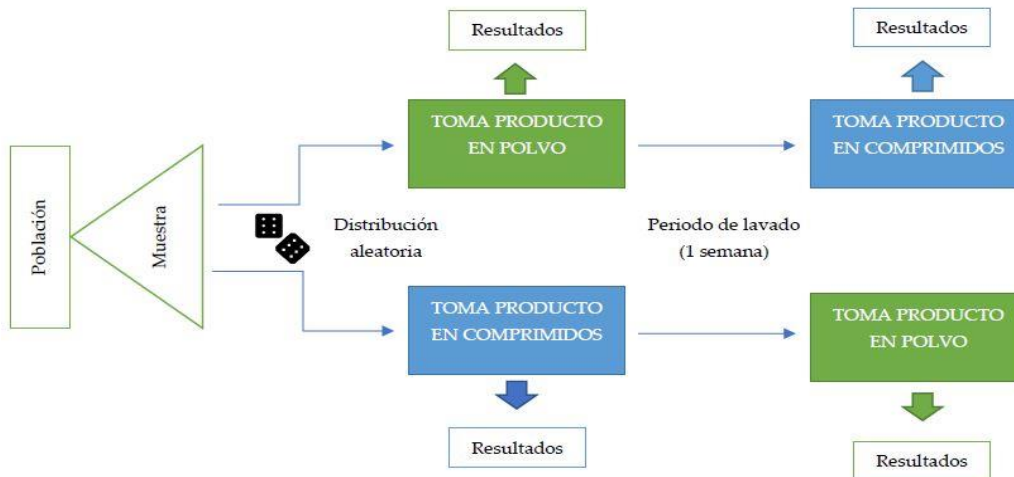 Resultados
Resultados
TOMA PRODUCTO
EN POLVO
TOMA PRODUCTO
EN COMPRIMIDOS
Población
Muestra
Distribución
aleatoria
Periodo de lavado
(1 semana)
TOMA PRODUCTO
EN COMPRIMIDOS
TOMA PRODUCTO
EN POLVO
Resultados
Resultados